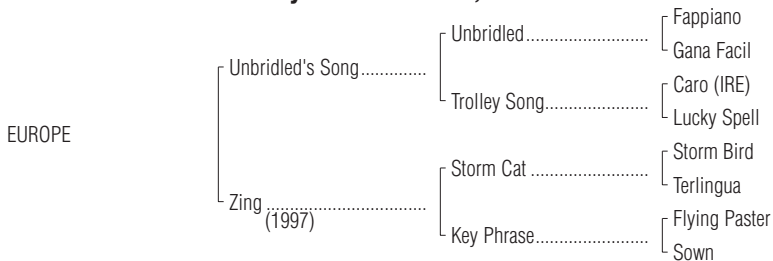 Fappiano
Unbridled..............................
Gana Facil
Unbridled's Song..............
Caro (IRE)
Trolley Song.........................
Lucky Spell
EUROPE
Storm Bird
Storm Cat ............................
Terlingua
Zing ......................................
(1997)
Flying Paster
Key Phrase...........................
Sown